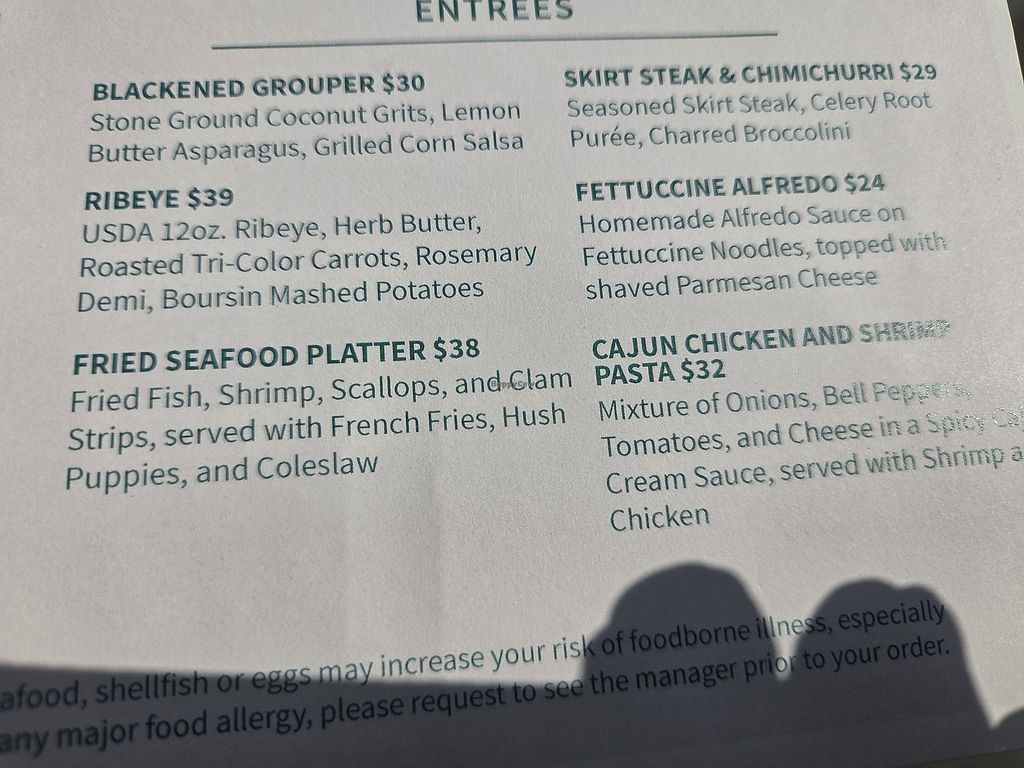 ENTREES
BLACKENED GROUPER $30
Stone Ground Coconut Grits, Lemon
Butter Asparagus, Grilled Corn Salsa
RIBEYE $39
USDA 12oz. Ribeye, Herb Butter,
Roasted Tri-Color Carrots, Rosemary
Demi, Boursin Mashed Potatoes
FRIED SEAFOOD PLATTER $38
Fried Fish, Shrimp, Scallops, and Clam
Strips, served with French Fries, Hush
Puppies, and Coleslaw
SKIRT STEAK & CHIMICHURRI $29
Seasoned Skirt Steak, Celery Root
Purée, Charred Broccolini
FETTUCCINE ALFREDO $24
Homemade Alfredo Sauce on
Fettuccine Noodles, topped with
shaved Parmesan Cheese
CAJUN CHICKEN AND SHRIMP
PASTA $32
Mixture of Onions, Bell Peppers,
Tomatoes, and Cheese in a Spicy
Cream Sauce, served with Shrimp
Chicken
shellfish or eggs may increase your risk of foodborne illness, especially
any major food allergy, please request to see the manager prior to your order.